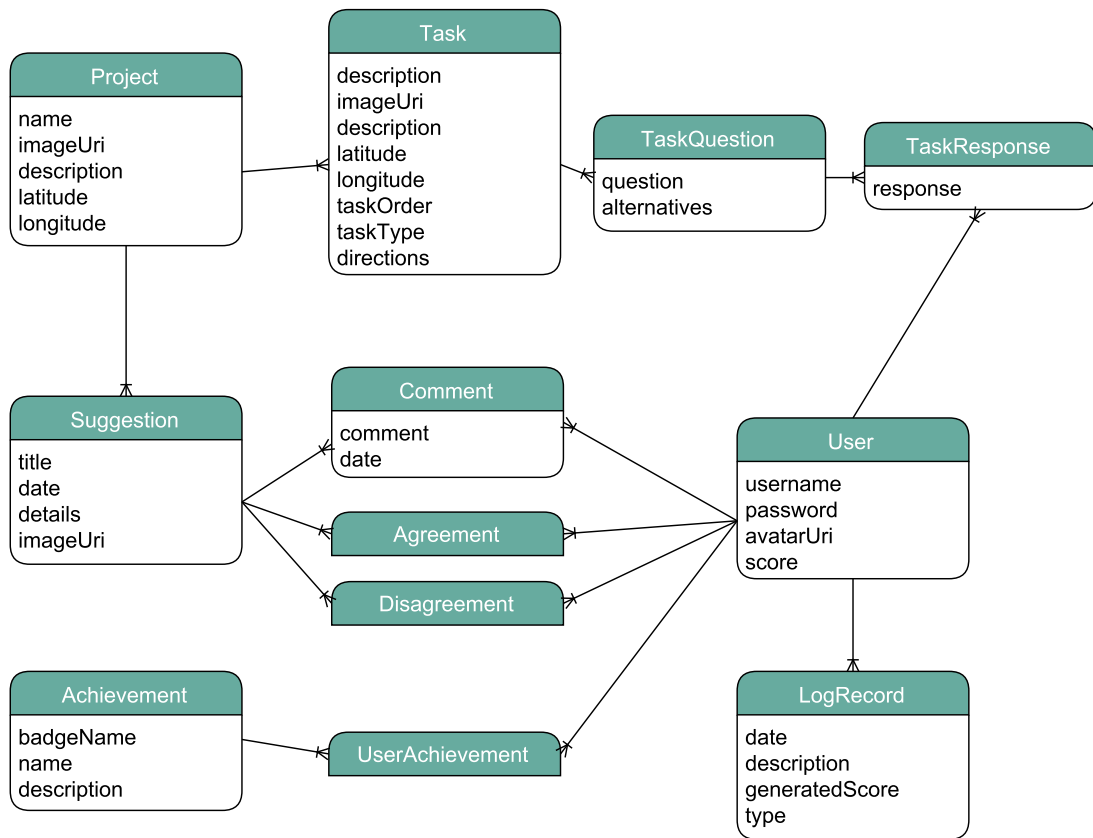 Project
name
imageUri
description
latitude
longitude
Task
description
imageUri
description
latitude
longitude
taskOrder
taskType
directions
TaskQuestion
question
alternatives
TaskResponse
response
Suggestion
title
date
details
imageUri
Comment
comment
date
Agreement
Disagreement
User
username
password
avatarUri
score
Achievement
badgeName
name
description
UserAchievement
LogRecord
date
description
generatedScore
type